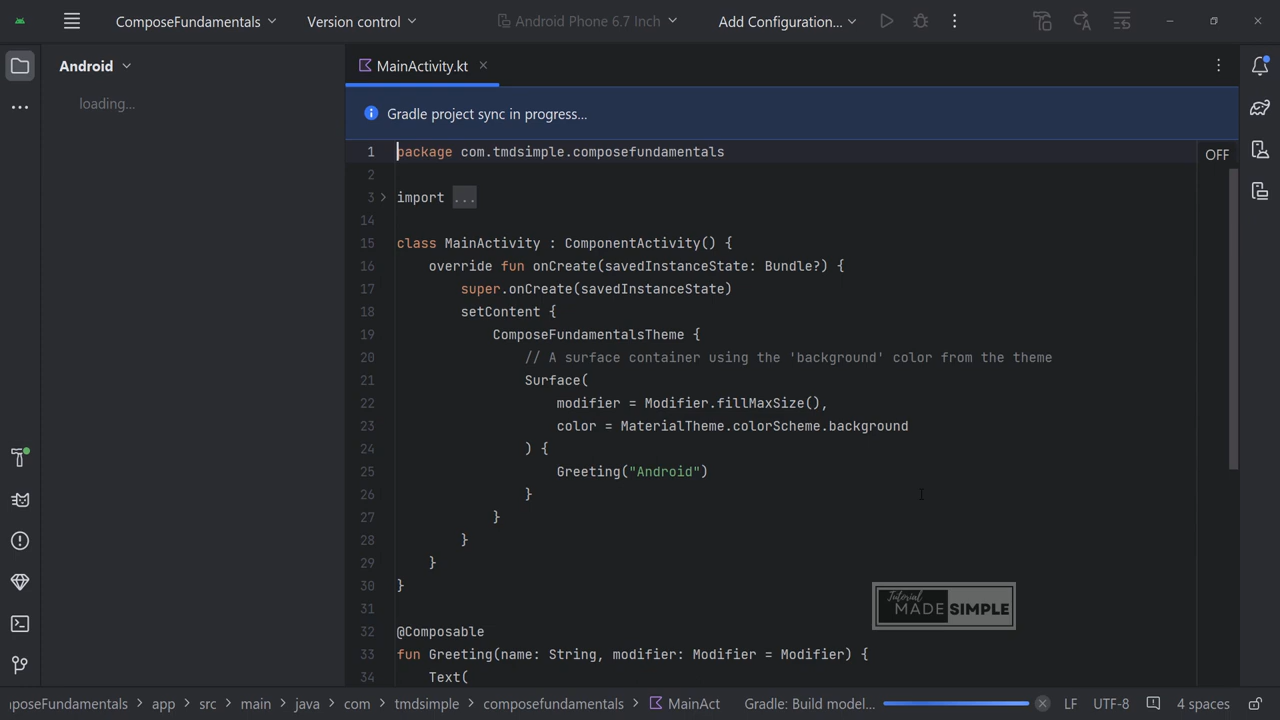 ComposeFundamentals
Version control
Android Phone 6.7 Inch
Add Configuration...
Android
loading...
MainActivity.kt
Gradle project sync in progress...
OFF
1 package com.tmdsimple.composefundamentals
2
3 import ...
14
15 class MainActivity : ComponentActivity() {
16 override fun onCreate(savedInstanceState: Bundle?) {
17 super.onCreate(savedInstanceState)
18 setContent {
19 ComposeFundamentalsTheme {
20 // A surface container using the 'background' color from the theme
21 Surface(
22 modifier = Modifier.fillMaxSize(),
23 color = MaterialTheme.colorScheme.background
24 ) {
25 Greeting("Android")
26 }
27 }
28 }
29 }
30 }
31
32 @Composable
33 fun Greeting(name: String, modifier: Modifier = Modifier) {
34 Text(
Tutorial
MADE SIMPLE
poseFundamentals > app > src > main > java > com > tmdsimple > composefundamentals > MainAct
Gradle: Build model...
LF
UTF-8
4 spaces